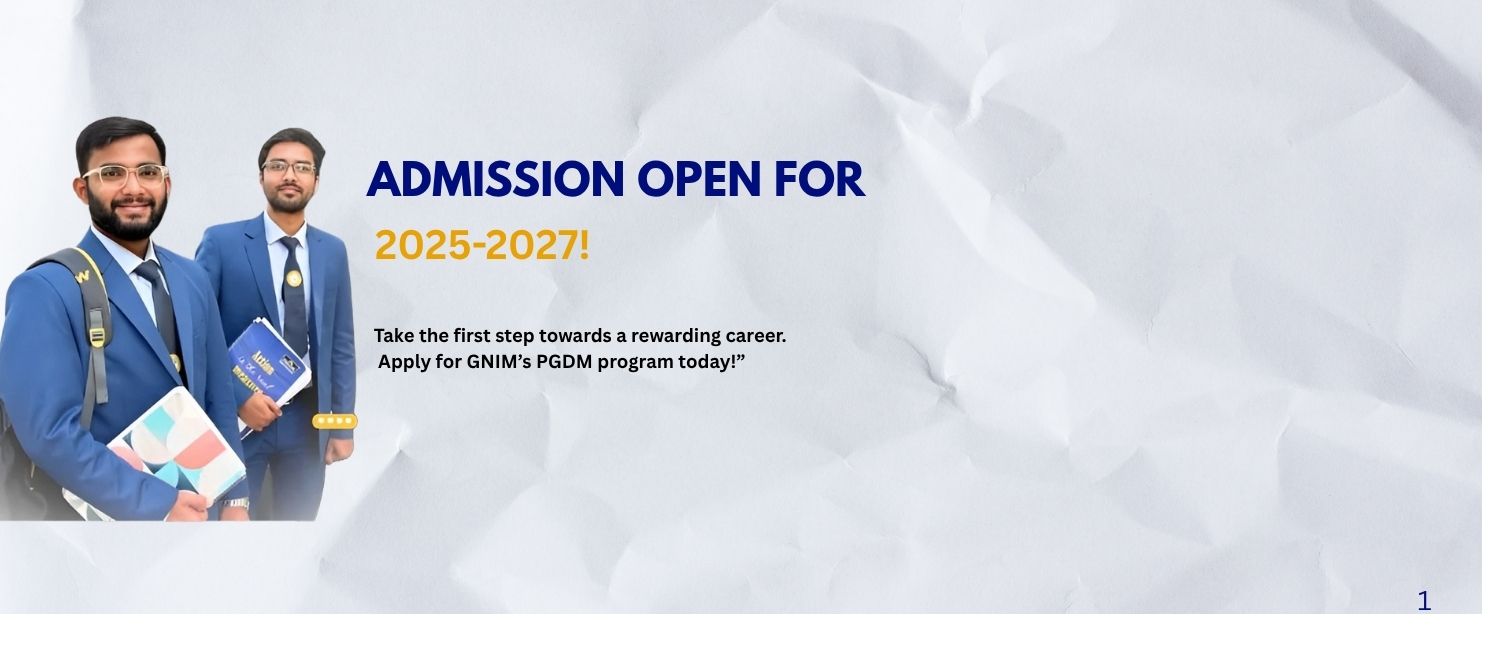 ADMISSION OPEN FOR
2025-2027!
Take the first step towards a rewarding career.
Apply for GNIM’s PGDM program today!”
Action
1